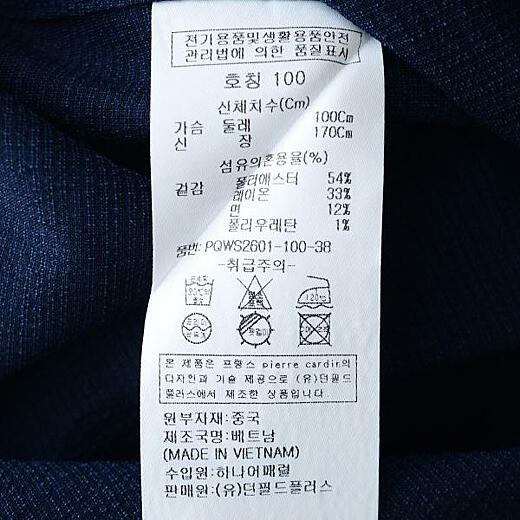 전기용품및생활용품안전
관리법에 의한 품질표시
호칭 100
신체치수(Cm)
가슴 둘레 100Cm
신 장 170Cm
섬유의혼용율(%)
겉감 폴리에스터 54%
레이온 33%
면 12%
폴리우레탄 1%
품번: PQWS2601-100-38
-취급주의-
120℃
본 제품은 프랑스 pierre cardin의
디자인과 기술 제공으로 (유)던필드
플러스에서 제조한 상품입니다
원부자재:중국
제조국명:베트남
(MADE IN VIETNAM)
수입원:하나어패럴
판매원:(유)던필드플러스